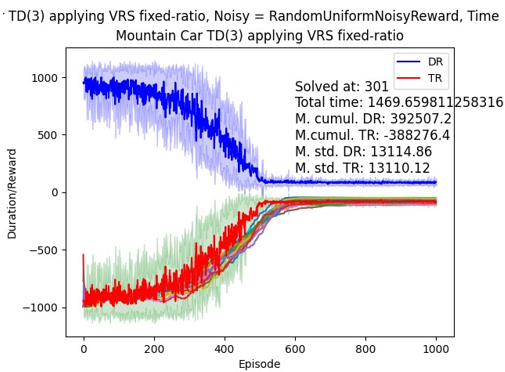 TD(3) applying VRS fixed-ratio, Noisy = RandomUniformNoisyReward, Time
Mountain Car TD(3) applying VRS fixed-ratio
DR
TR
Solved at: 301
Total time: 1469.659811258316
M. cumul. DR: 392507.2
M.cumul. TR: -388276.4
M. std. DR: 13114.86
M. std. TR: 13110.12
1000
500
0
−500
−1000
Duration/Reward
0 200 400 600 800 1000
Episode